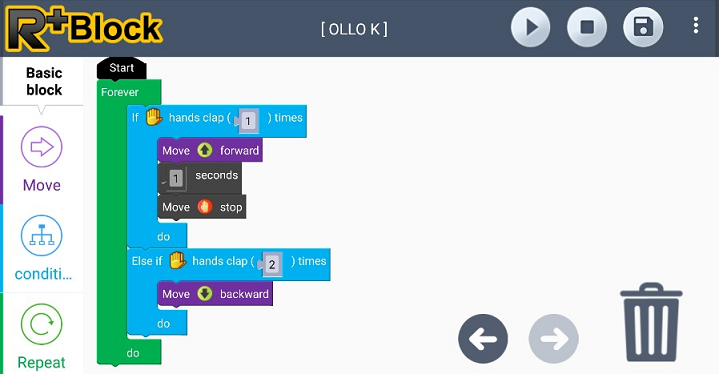 R+Block
[ OLLO K ]
Basic
block
Move
conditi...
Repeat
Start
Forever
If hands clap ( 1 ) times
Move forward
1 seconds
Move stop
do
Else if hands clap ( 2 ) times
Move backward
do
do